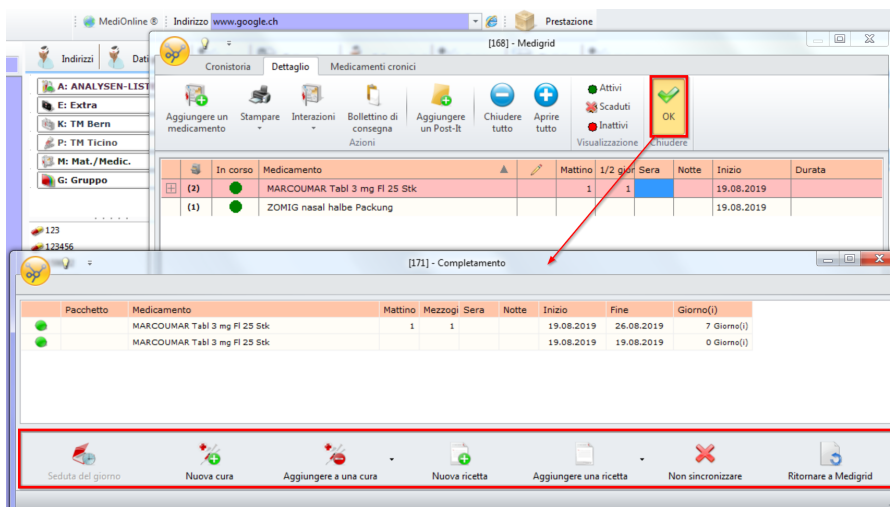 MediOnline ® Indirizzo www.google.ch Prestazione
[168] - Medigrid
Indirizzi Dati
Cronistoria Dettaglio Medicamenti cronici
A: ANALYSEN-LIST
E: Extra
K: TM Bern
P: TM Ticino
M: Mat./Medic.
G: Gruppo
. . . . .
123
123456
Aggiungere un medicamento
Stampare
Interazioni
Bollettino di consegna
Aggiungere un Post-It
Chiudere tutto
Aprire tutto
Attivi
Scaduti
Inattivi
OK
Azioni Visualizzazione Chiudere
In corso Medicamento Mattino 1/2 gior Sera Notte Inizio Durata
(2) MARCOUMAR Tabl 3 mg Fl 25 Stk 1 1 19.08.2019
(1) ZOMIG nasal halbe Packung 19.08.2019
[171] - Completamento
Pacchetto Medicamento Mattino Mezzogi Sera Notte Inizio Fine Giorno(i)
MARCOUMAR Tabl 3 mg Fl 25 Stk 1 1 19.08.2019 26.08.2019 7 Giorno(i)
MARCOUMAR Tabl 3 mg Fl 25 Stk 19.08.2019 19.08.2019 0 Giorno(i)
Seduta del giorno Nuova cura Aggiungere a una cura Nuova ricetta Aggiungere una ricetta Non sincronizzare Ritornare a Medigrid